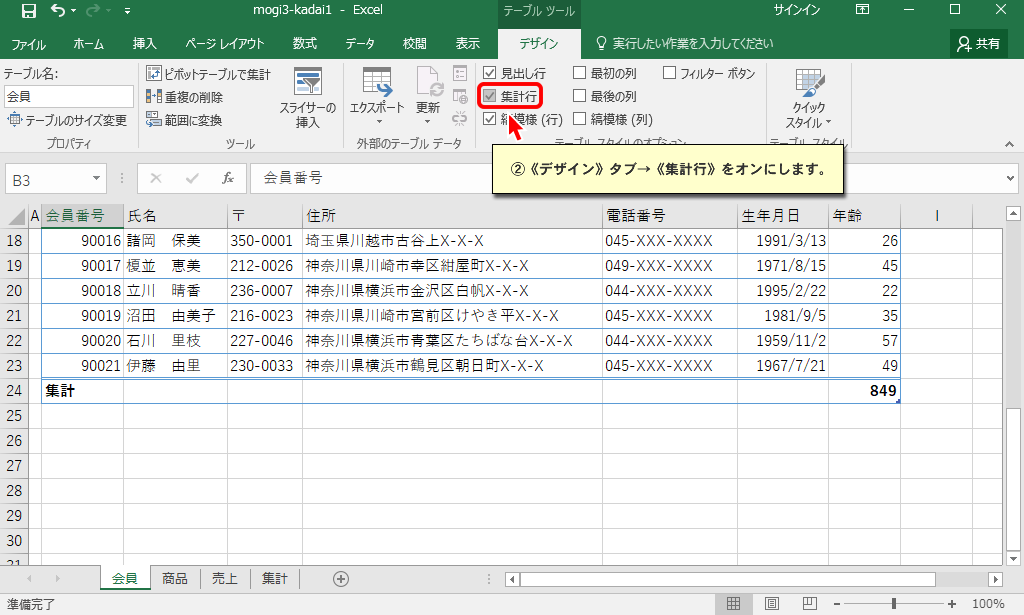 mogi3-kadai1 - Excel
テーブル ツール
サインイン
ファイル ホーム 挿入 ページ レイアウト 数式 データ 校閲 表示 デザイン 実行したい作業を入力してください 共有
テーブル名:
会員
テーブルのサイズ変更
プロパティ
ピボットテーブルで集計
重複の削除
範囲に変換
ツール
スライサーの
挿入
エクスポート
更新
外部のテーブル データ
見出し行
集計行
縞模様 (行)
最初の列
最後の列
縞模様 (列)
フィルター ボタン
テーブル スタイルのオプション
クイック
スタイル
テーブル スタイル
②《デザイン》タブ→《集計行》をオンにします。
B3
fx
会員番号
A 会員番号 氏名 〒 住所 電話番号 生年月日 年齢 I
18 90016 諸岡 保美 350-0001 埼玉県川越市古谷上X-X-X 045-XXX-XXXX 1991/3/13 26
19 90017 榎並 恵美 212-0026 神奈川県川崎市幸区紺屋町X-X-X 049-XXX-XXXX 1971/8/15 45
20 90018 立川 晴香 236-0007 神奈川県横浜市金沢区白帆X-X-X 044-XXX-XXXX 1995/2/22 22
21 90019 沼田 由美子 216-0023 神奈川県川崎市宮前区けやき平X-X-X 045-XXX-XXXX 1981/9/5 35
22 90020 石川 里枝 227-0046 神奈川県横浜市青葉区たちばな台X-X-X 044-XXX-XXXX 1959/11/2 57
23 90021 伊藤 由里 230-0033 神奈川県横浜市鶴見区朝日町X-X-X 045-XXX-XXXX 1967/7/21 49
24 集計 849
25
26
27
28
29
30
31
会員 商品 売上 集計
準備完了
100%